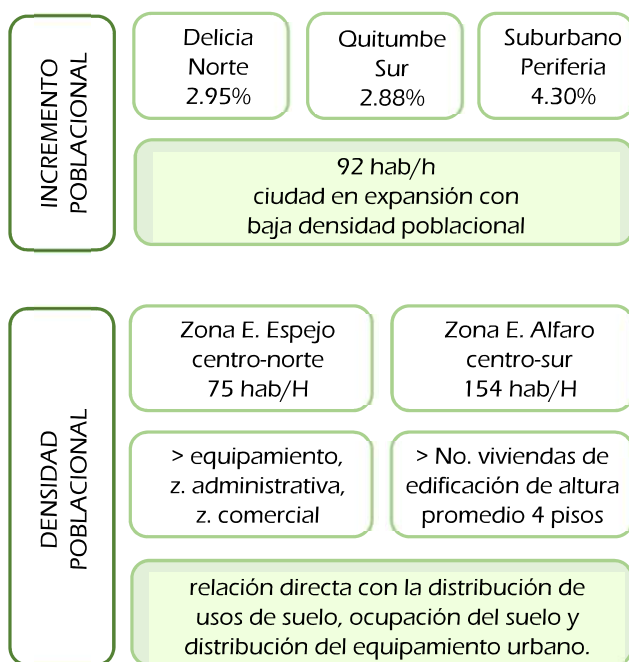 INCREMENTO
POBLACIONAL
Delicia
Norte
2.95%
Quitumbe
Sur
2.88%
Suburbano
Periferia
4.30%
92 hab/h
ciudad en expansión con
baja densidad poblacional
DENSIDAD
POBLACIONAL
Zona E. Espejo
centro-norte
75 hab/H
Zona E. Alfaro
centro-sur
154 hab/H
> equipamiento,
z. administrativa,
z. comercial
> No. viviendas de
edificación de altura
promedio 4 pisos
relación directa con la distribución de
usos de suelo, ocupación del suelo y
distribución del equipamiento urbano.